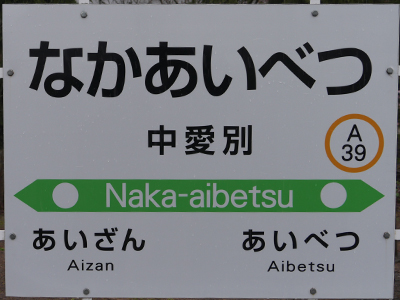 なかあいべつ
中愛別
A
39
Naka-aibetsu
あいざん
Aizan
あいべつ
Aibetsu